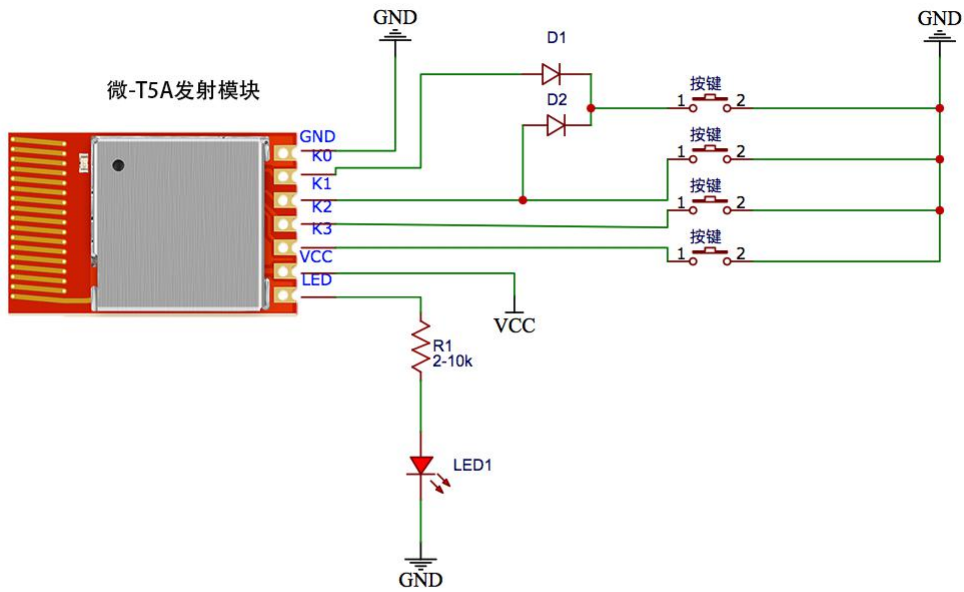 GND
GND
D1
微-T5A发射模块
按键
1 2
D2
GND
K0
按键
1 2
K1
按键
1 2
K2
K3
按键
1 2
VCC
LED
VCC
R1
2-10k
LED1
GND